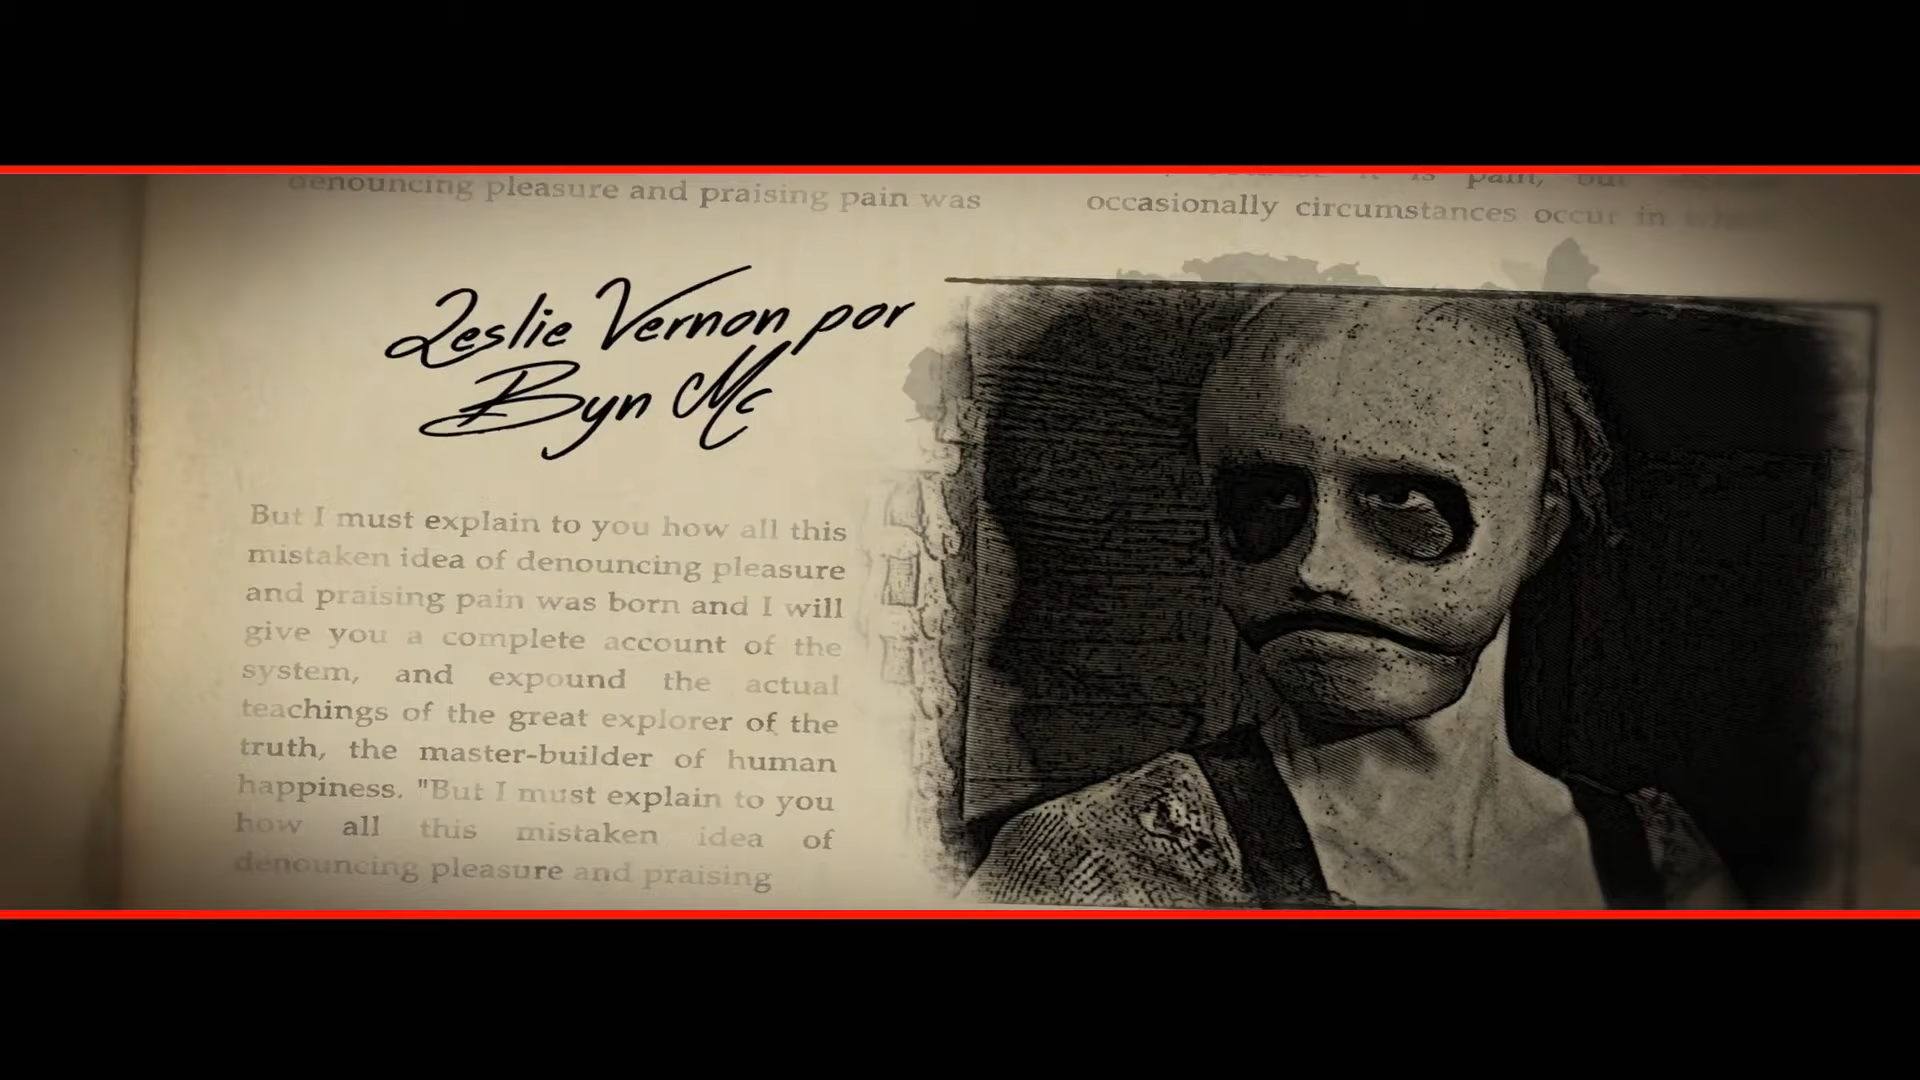 denouncing pleasure and praising pain was
is pain, but
occasionally circumstances occur in
Leslie Vernon por
Byn Mc
But I must explain to you how all this
mistaken idea of denouncing pleasure
and praising pain was born and I will
give you a complete account of the
system, and expound the actual
teachings of the great explorer of the
truth, the master-builder of human
happiness. "But I must explain to you
how all this mistaken idea of
denouncing pleasure and praising